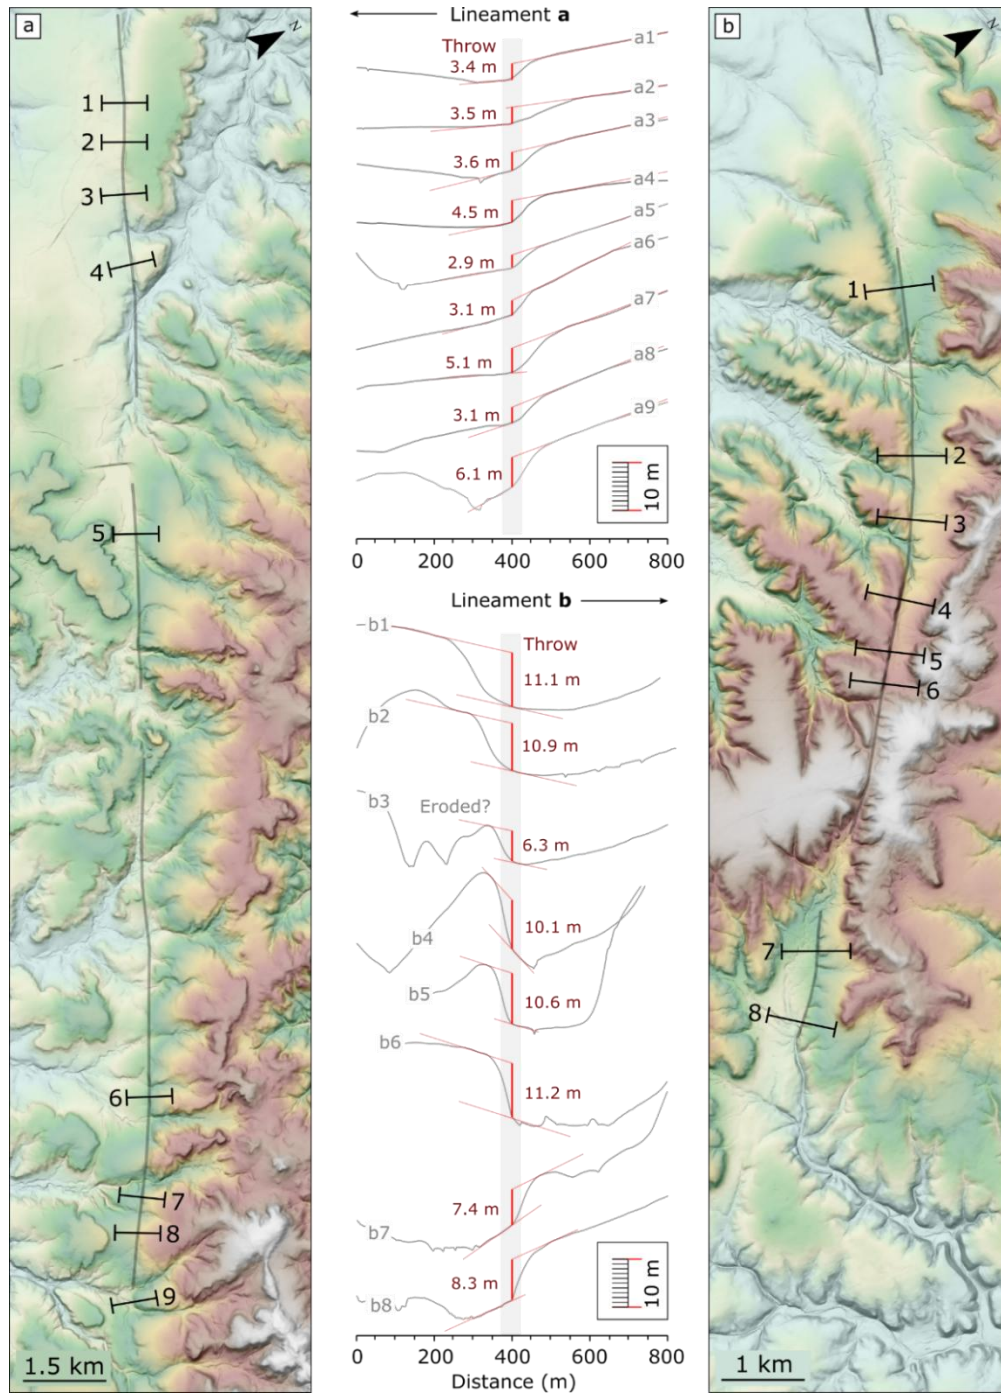 a
N
1
2
3
4
5
6
7
8
9
1.5 km
Lineament a
Throw
3.4 m
a1
3.5 m
a2
3.6 m
a3
4.5 m
a4
2.9 m
a5
3.1 m
a6
5.1 m
a7
3.1 m
a8
6.1 m
a9
10 m
0 200 400 600 800
Lineament b
Throw
b1
11.1 m
b2
10.9 m
b3
Eroded?
6.3 m
b4
10.1 m
b5
10.6 m
b6
11.2 m
b7
7.4 m
b8
8.3 m
10 m
0 200 400 600 800
Distance (m)
b
N
1
2
3
4
5
6
7
8
1 km